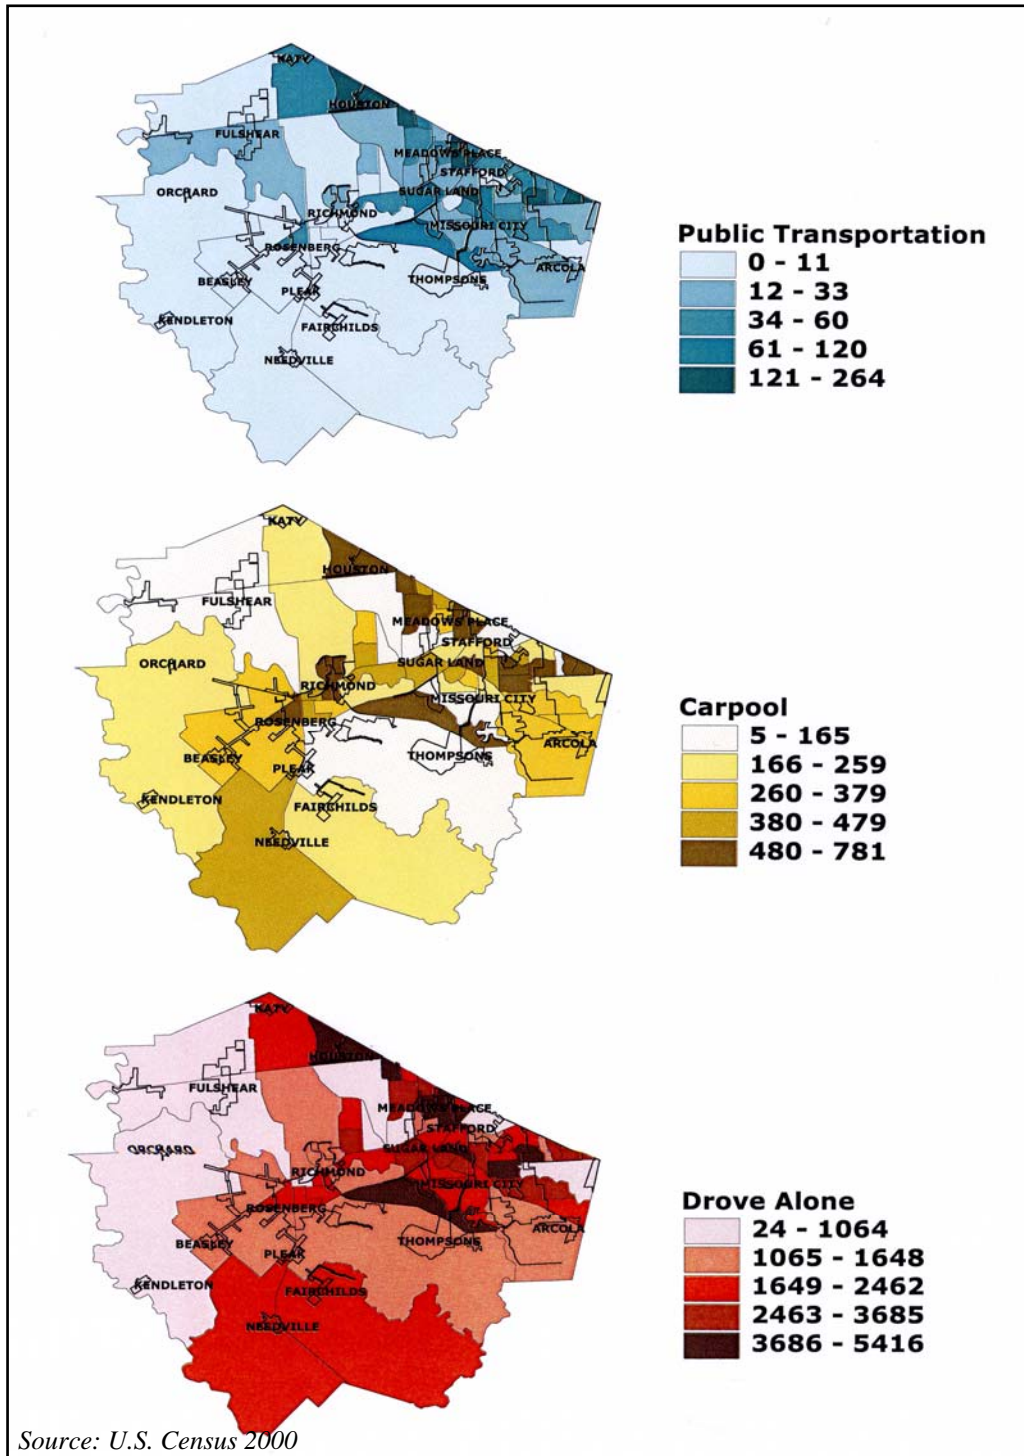 KATY
HOUSTON
FULSHEAR
MEADOWS PLACE
STAFFORD
ORCHARD
SUGAR LAND
RICHMOND
MISSOURI CITY
ROSENBERG
ARCOLA
BEASLEY
PLEAK
THOMPSONS
KENDLETON
FAIRCHILDS
NEEDVILLE
Public Transportation
0 - 11
12 - 33
34 - 60
61 - 120
121 - 264
KATY
HOUSTON
FULSHEAR
MEADOWS PLACE
STAFFORD
ORCHARD
SUGAR LAND
RICHMOND
MISSOURI CITY
ROSENBERG
ARCOLA
BEASLEY
PLEAK
THOMPSONS
KENDLETON
FAIRCHILDS
NEEDVILLE
Carpool
5 - 165
166 - 259
260 - 379
380 - 479
480 - 781
KATY
HOUSTON
FULSHEAR
MEADOWS PLACE
STAFFORD
ORCHARD
SUGAR LAND
RICHMOND
MISSOURI CITY
ROSENBERG
ARCOLA
BEASLEY
PLEAK
THOMPSONS
KENDLETON
FAIRCHILDS
NEEDVILLE
Drove Alone
24 - 1064
1065 - 1648
1649 - 2462
2463 - 3685
3686 - 5416
Source: U.S. Census 2000